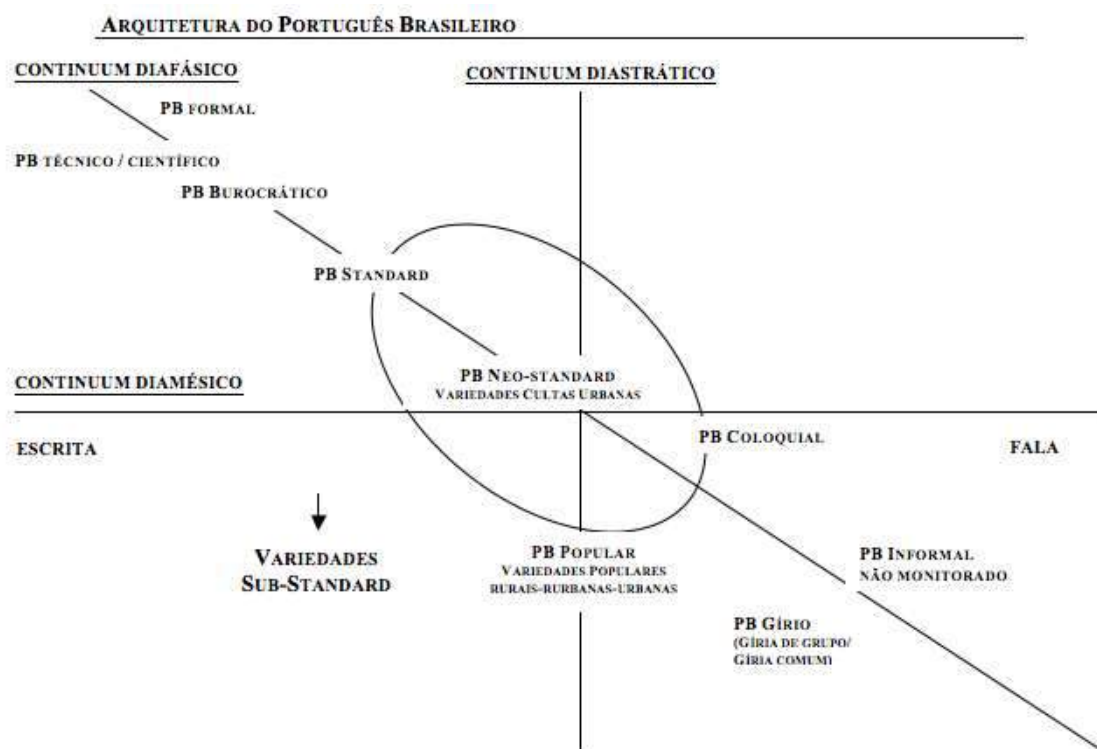 ARQUITETURA DO PORTUGUÊS BRASILEIRO
CONTINUUM DIAFÁSICO
CONTINUUM DIASTRÁTICO
PB FORMAL
PB TÉCNICO / CIENTÍFICO
PB BUROCRÁTICO
PB STANDARD
PB NEO-STANDARD
VARIEDADES CULTAS URBANAS
CONTINUUM DIAMÉSICO
PB COLOQUIAL
ESCRITA
FALA
VARIEDADES
SUB-STANDARD
PB POPULAR
VARIEDADES POPULARES
RURAIS-RURBANAS-URBANAS
PB INFORMAL
NÃO MONITORADO
PB GÍRIO
(GÍRIA DE GRUPO/
GÍRIA COMUM)